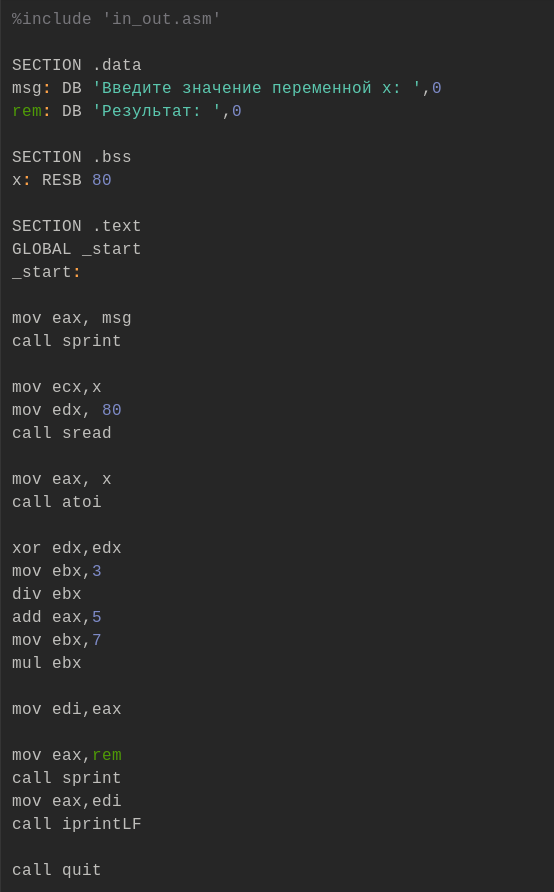 %include 'in_out.asm'
SECTION .data
msg: DB 'Введите значение переменной x: ',0
rem: DB 'Результат: ',0
SECTION .bss
x: RESB 80
SECTION .text
GLOBAL _start
_start:
mov eax, msg
call sprint
mov ecx,x
mov edx, 80
call sread
mov eax, x
call atoi
xor edx,edx
mov ebx,3
div ebx
add eax,5
mov ebx,7
mul ebx
mov edi,eax
mov eax,rem
call sprint
mov eax,edi
call iprintLF
call quit